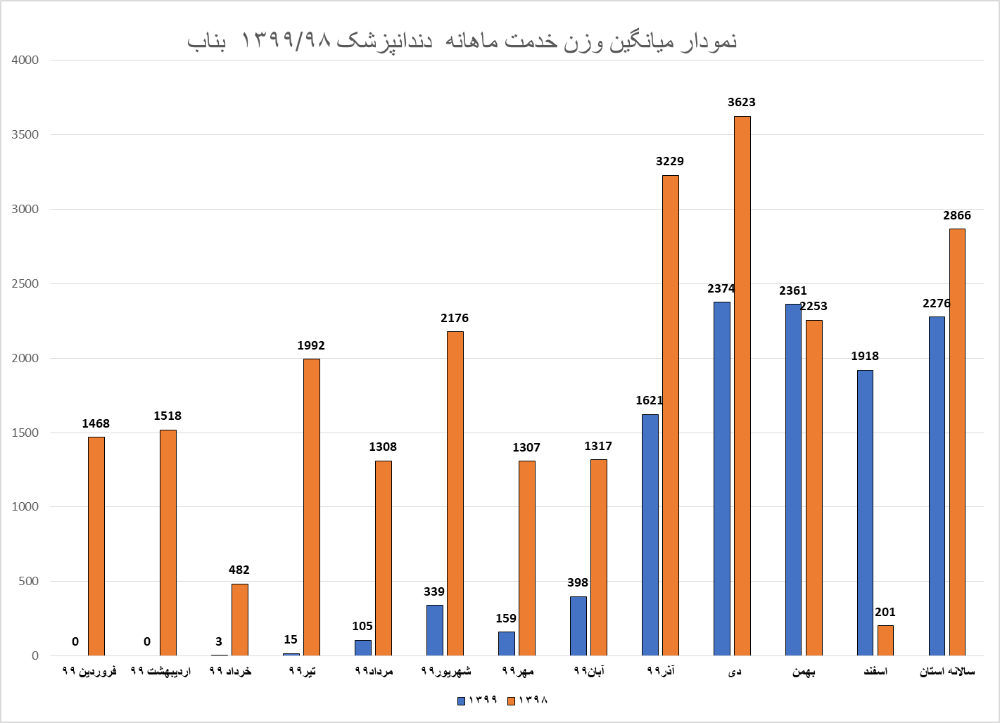 نمودار میانگین وزن خدمت ماهانه دندانپزشک ۱۳۹۹/۹۸ بناب
4000
3500
3000
2500
2000
1500
1000
500
0
0
1468
0
1518
3
482
15
1992
105
1308
339
2176
159
1307
398
1317
1621
3229
2374
3623
2361
2253
1918
201
2276
2866
فروردین ۹۹
اردیبهشت ۹۹
خرداد ۹۹
تیر۹۹
مرداد۹۹
شهریور۹۹
مهر۹۹
آبان۹۹
آذر۹۹
دی
بهمن
اسفند
سالانه استان
۱۳۹۹
۱۳۹۸